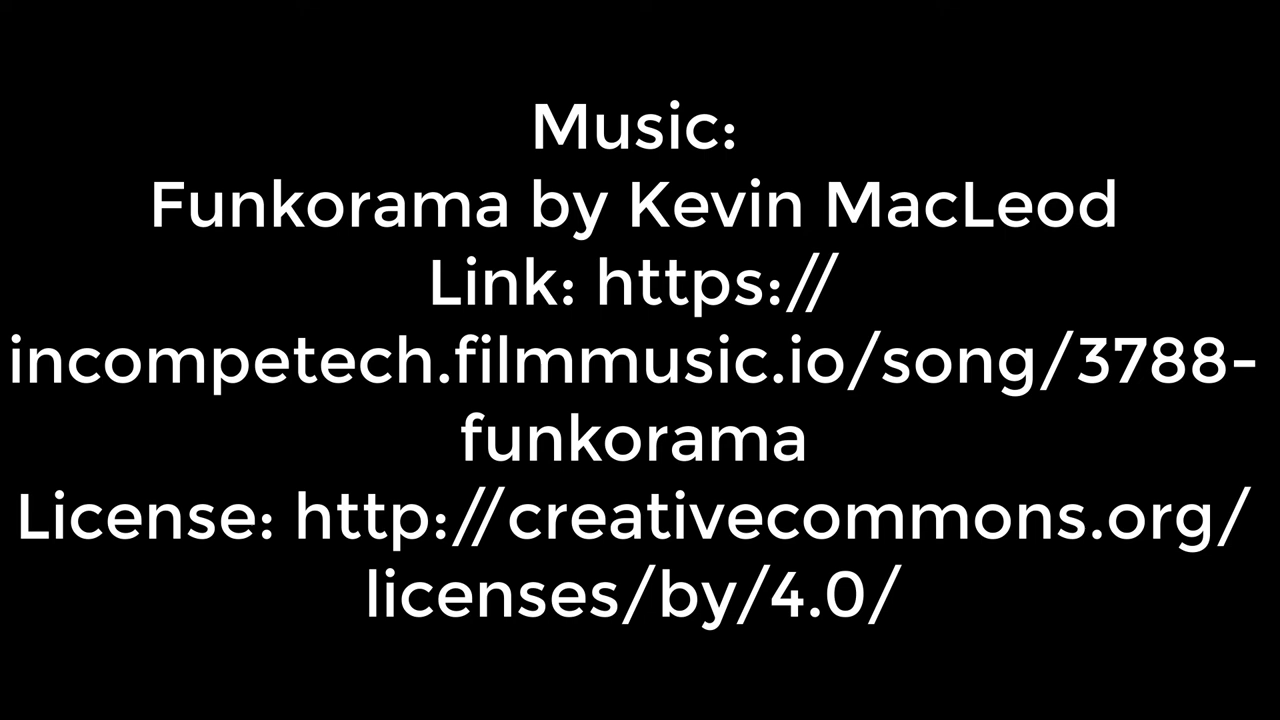 Music:
Funkorama by Kevin MacLeod
Link: https://
incompetech.filmmusic.io/song/3788-
funkorama
License: http://creativecommons.org/
licenses/by/4.0/